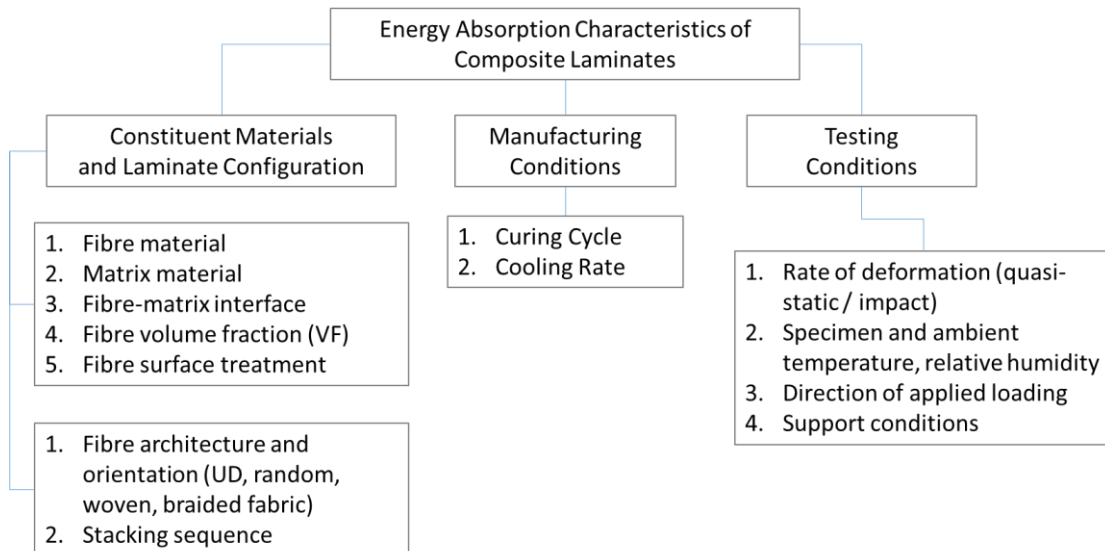 Energy Absorption Characteristics of
Composite Laminates
Constituent Materials
and Laminate Configuration
Manufacturing
Conditions
Testing
Conditions
1. Fibre material
2. Matrix material
3. Fibre-matrix interface
4. Fibre volume fraction (VF)
5. Fibre surface treatment
1. Fibre architecture and
orientation (UD, random,
woven, braided fabric)
2. Stacking sequence
1. Curing Cycle
2. Cooling Rate
1. Rate of deformation (quasi-
static / impact)
2. Specimen and ambient
temperature, relative humidity
3. Direction of applied loading
4. Support conditions